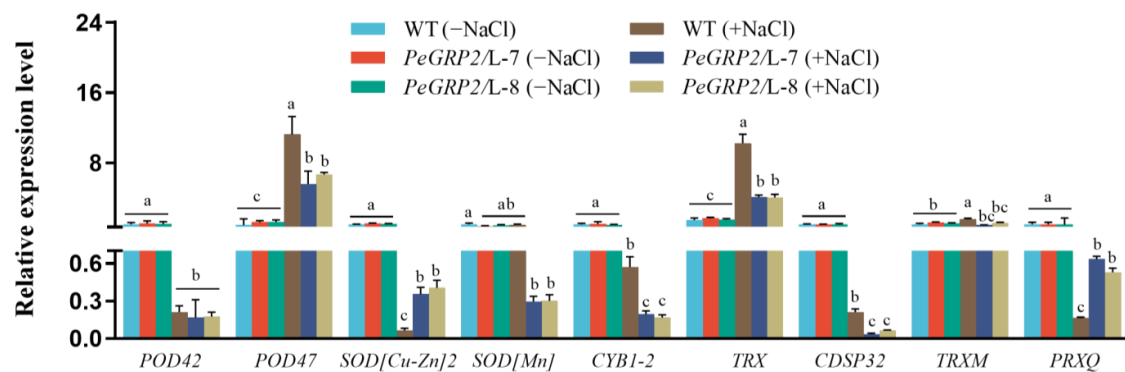 Relative expression level
24
16
8
0.6
0.3
0.0
WT (−NaCl)
WT (+NaCl)
PeGRP2/L-7 (−NaCl)
PeGRP2/L-7 (+NaCl)
PeGRP2/L-8 (−NaCl)
PeGRP2/L-8 (+NaCl)
a b
c a b b
a c b b
a ab b b
a b c c
c a b b
a b c c
b a bc bc
a c b b
POD42 POD47 SOD[Cu-Zn]2 SOD[Mn] CYB1-2 TRX CDSP32 TRXM PRXQ